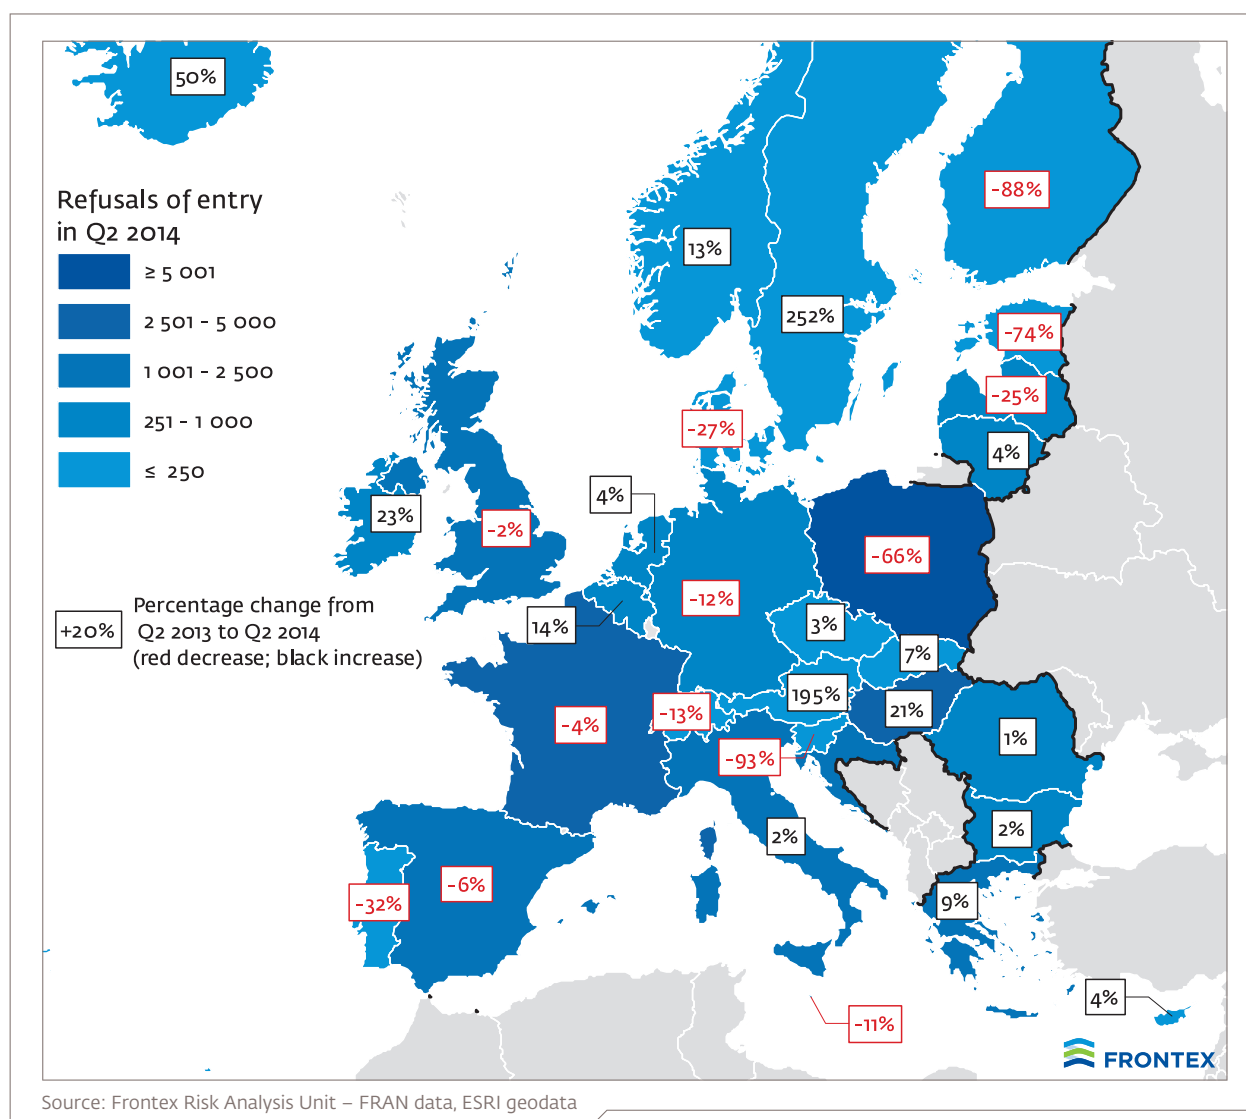 50%
Refusals of entry
in Q2 2014
≥ 5 001
2 501 - 5 000
1 001 - 2 500
251 - 1 000
≤ 250
-88%
13%
252%
-74%
-25%
-27%
4%
4%
23%
-2%
-66%
-12%
+20%
Percentage change from
Q2 2013 to Q2 2014
(red decrease; black increase)
14%
3%
7%
195%
-13%
21%
-4%
1%
-93%
2%
2%
-6%
-32%
9%
4%
-11%
FRONTEX
Source: Frontex Risk Analysis Unit – FRAN data, ESRI geodata